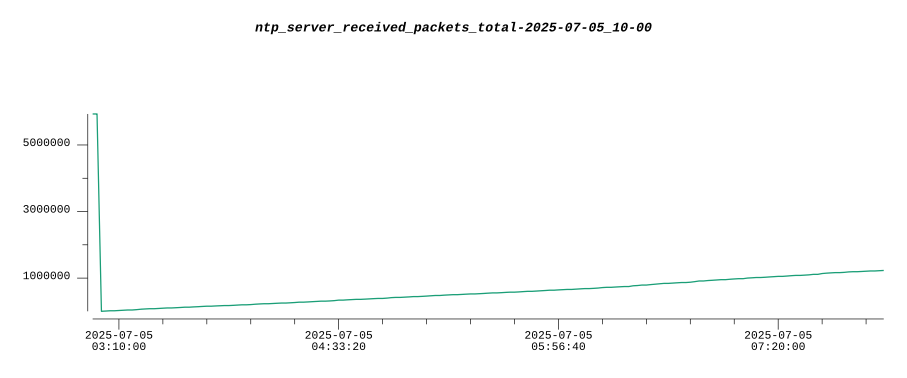 ntp_server_received_packets_total-2025-07-05_10-00
5000000
3000000
1000000
2025-07-05 2025-07-05 2025-07-05 2025-07-05
03:10:00 04:33:20 05:56:40 07:20:00